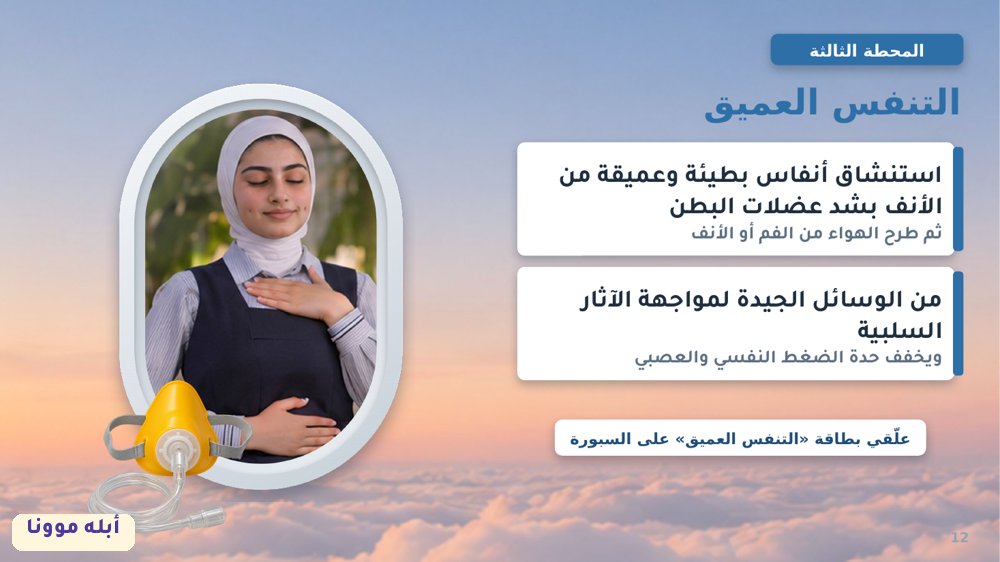 المحطة الثالثة
التنفس العميق
استنشاق أنفاس بطيئة وعميقة من
الأنف بشد عضلات البطن
ثم طرح الهواء من الفم أو الأنف
من الوسائل الجيدة لمواجهة الآثار
السلبية
ويخفف حدة الضغط النفسي والعصبي
علّقي بطاقة «التنفس العميق» على السبورة
أبله موونا
12